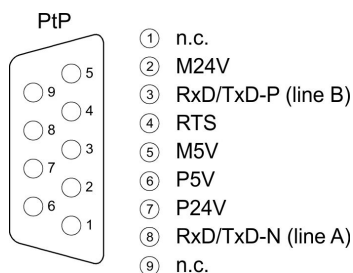 PtP
5
9
4
8
3
7
2
6
1
1 n.c.
2 M24V
3 RxD/TxD-P (line B)
4 RTS
5 M5V
6 P5V
7 P24V
8 RxD/TxD-N (line A)
9 n.c.